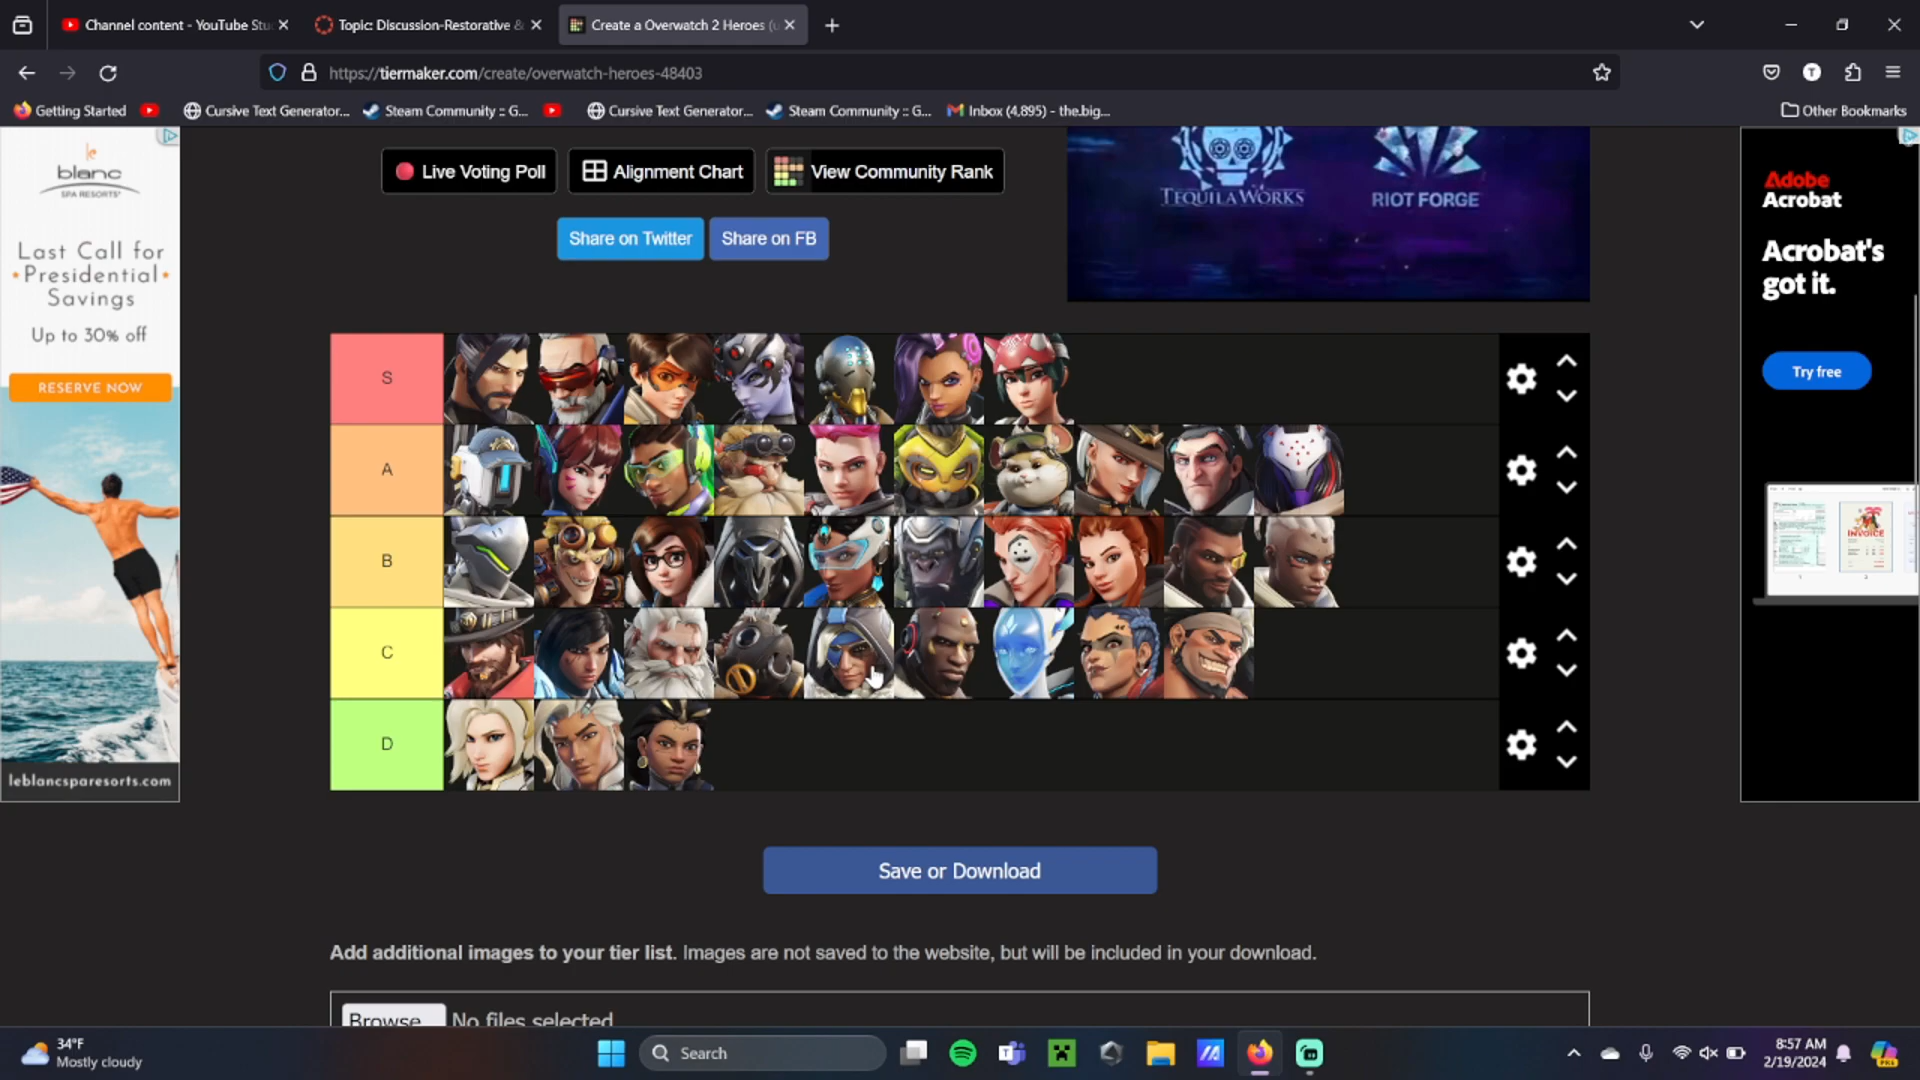 Channel content - YouTube Stu
Topic: Discussion-Restorative &
Create a Overwatch 2 Heroes (u
https://tiermaker.com/create/overwatch-heroes-48403
T
Getting Started
Cursive Text Generator...
Steam Community :: G...
Cursive Text Generator...
Steam Community :: G...
Inbox (4,895) - the.big...
Other Bookmarks
le
blanc
SPA RESORTS
Last Call for
Presidential
Savings
Up to 30% off
RESERVE NOW
leblancsparesorts.com
Live Voting Poll
Alignment Chart
View Community Rank
Share on Twitter
Share on FB
TEQUILA WORKS
RIOT FORGE
Adobe
Acrobat
Acrobat's
got it.
Try free
INVOICE
S
A
B
C
D
Save or Download
Add additional images to your tier list. Images are not saved to the website, but will be included in your download.
Browse...
No files selected
34°F
Mostly cloudy
Search
8:57 AM
2/19/2024